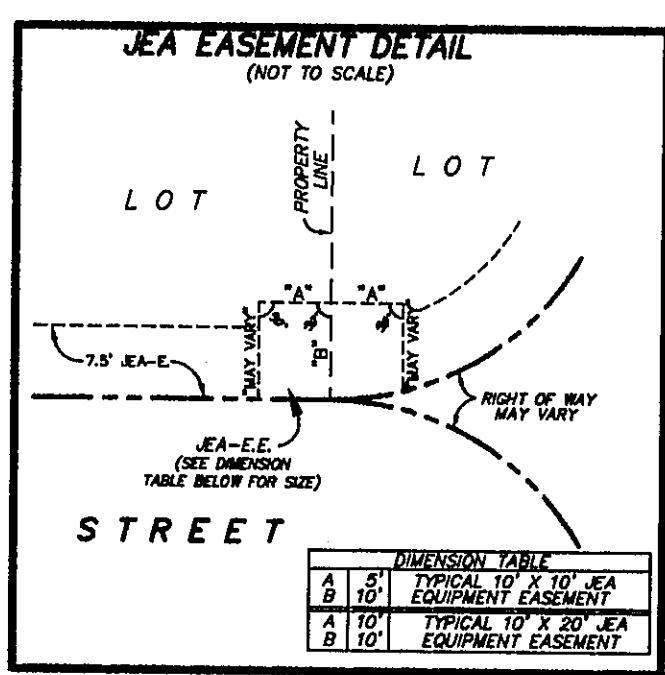 JEA EASEMENT DETAIL
(NOT TO SCALE)
LOT
PROPERTY
LINE
LOT
"A"
"A"
"MAY VARY"
"B"
"MAY VARY"
7.5' JEA-E.
RIGHT OF WAY
MAY VARY
JEA-E.E.
(SEE DIMENSION
TABLE BELOW FOR SIZE)
STREET
DIMENSION TABLE
A 5' TYPICAL 10' X 10' JEA
B 10' EQUIPMENT EASEMENT
A 10' TYPICAL 10' X 20' JEA
B 10' EQUIPMENT EASEMENT